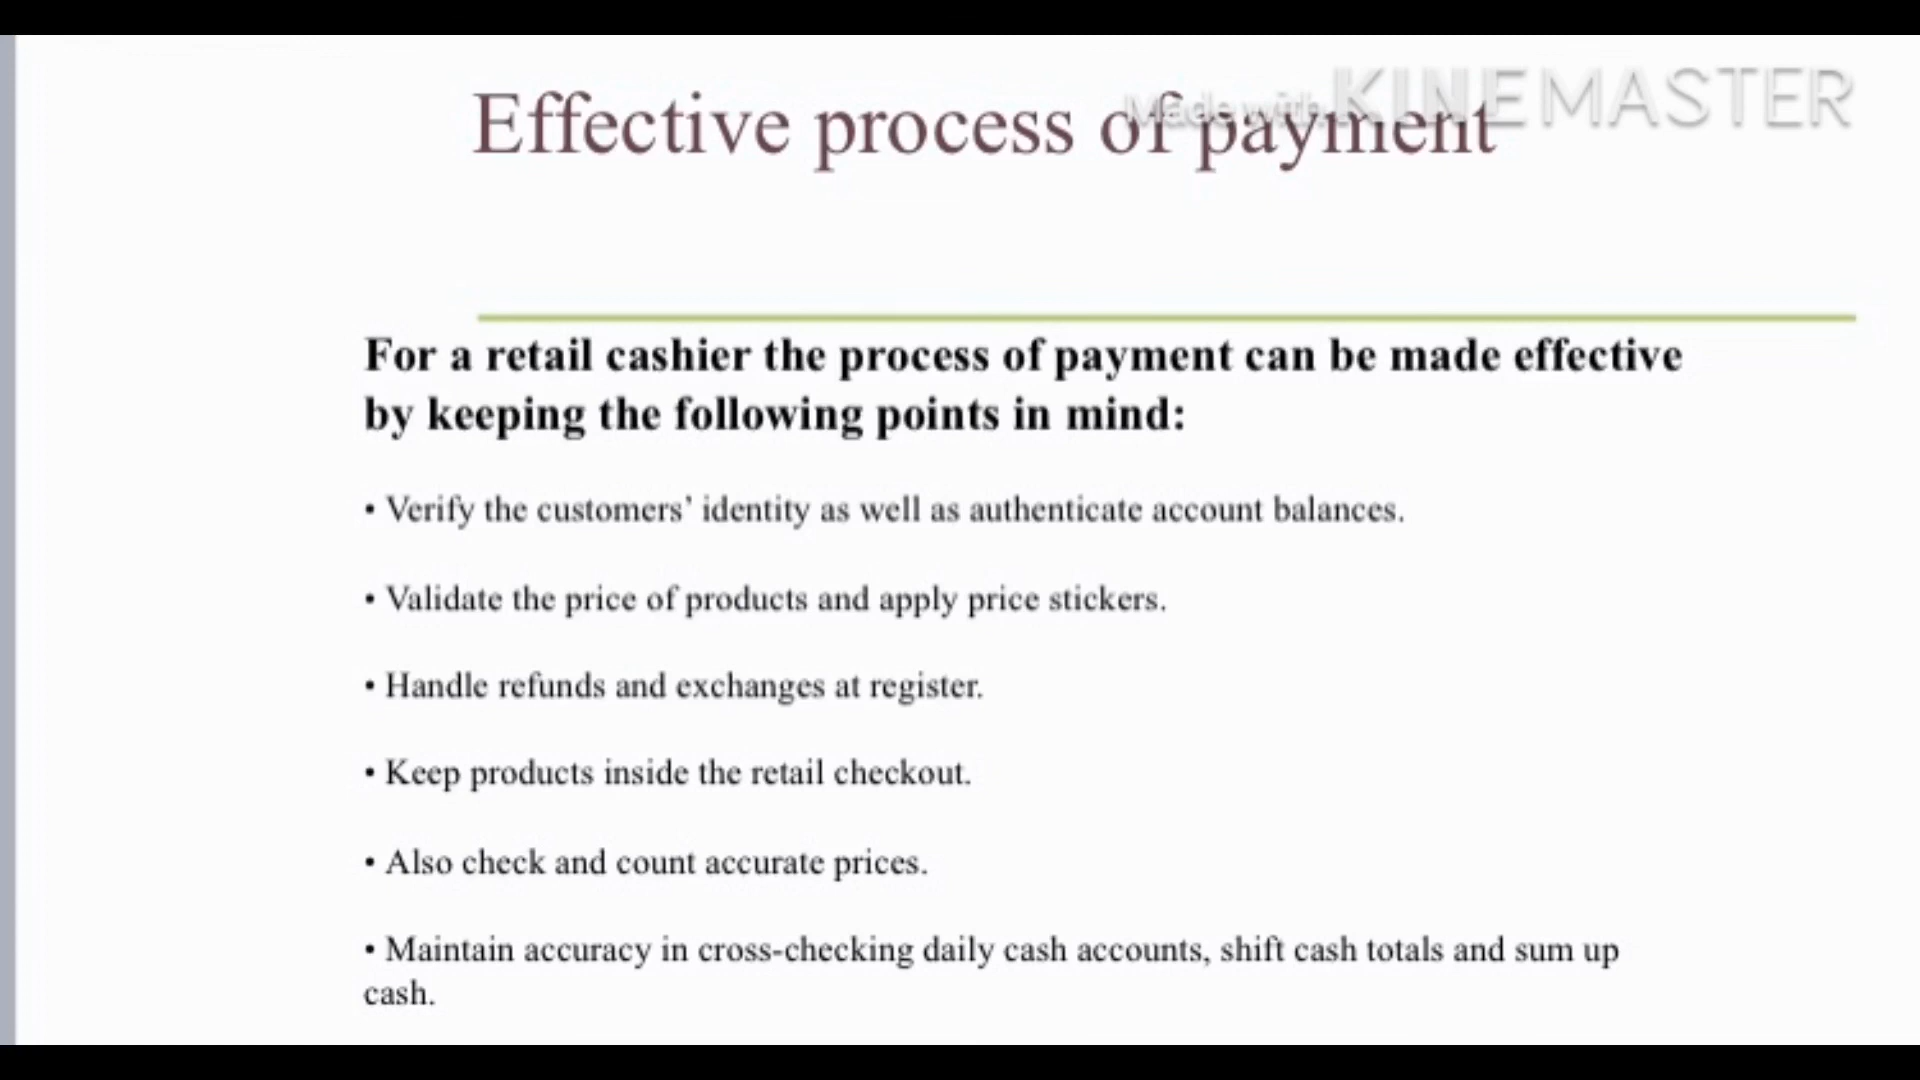 Made with KINEMASTER
Effective process of payment
For a retail cashier the process of payment can be made effective
by keeping the following points in mind:
• Verify the customers’ identity as well as authenticate account balances.
• Validate the price of products and apply price stickers.
• Handle refunds and exchanges at register.
• Keep products inside the retail checkout.
• Also check and count accurate prices.
• Maintain accuracy in cross-checking daily cash accounts, shift cash totals and sum up
cash.